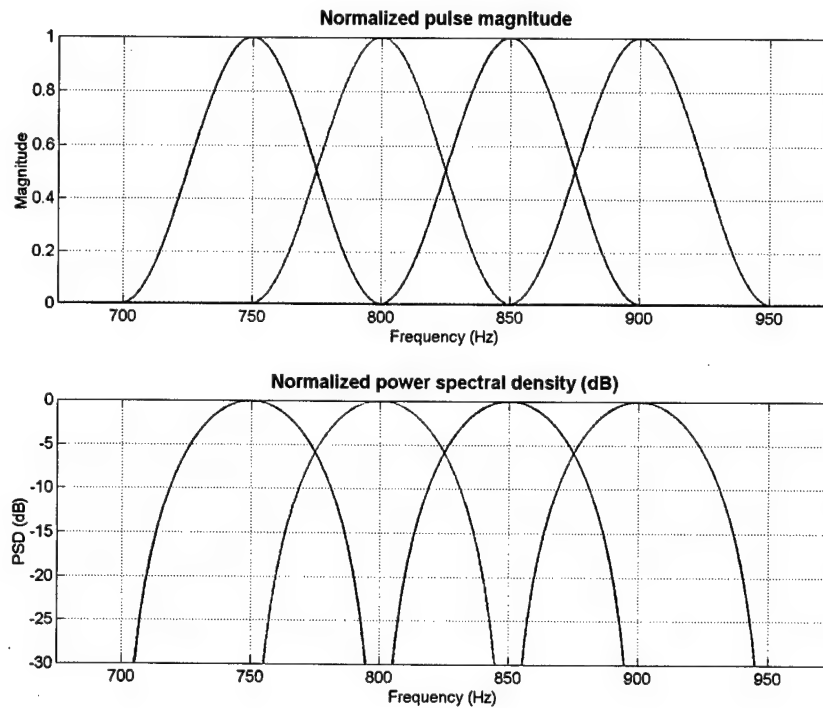 Normalized pulse magnitude
1
0.8
0.6
0.4
0.2
0
Magnitude
700 750 800 850 900 950
Frequency (Hz)
Normalized power spectral density (dB)
0
-5
-10
-15
-20
-25
-30
PSD (dB)
700 750 800 850 900 950
Frequency (Hz)